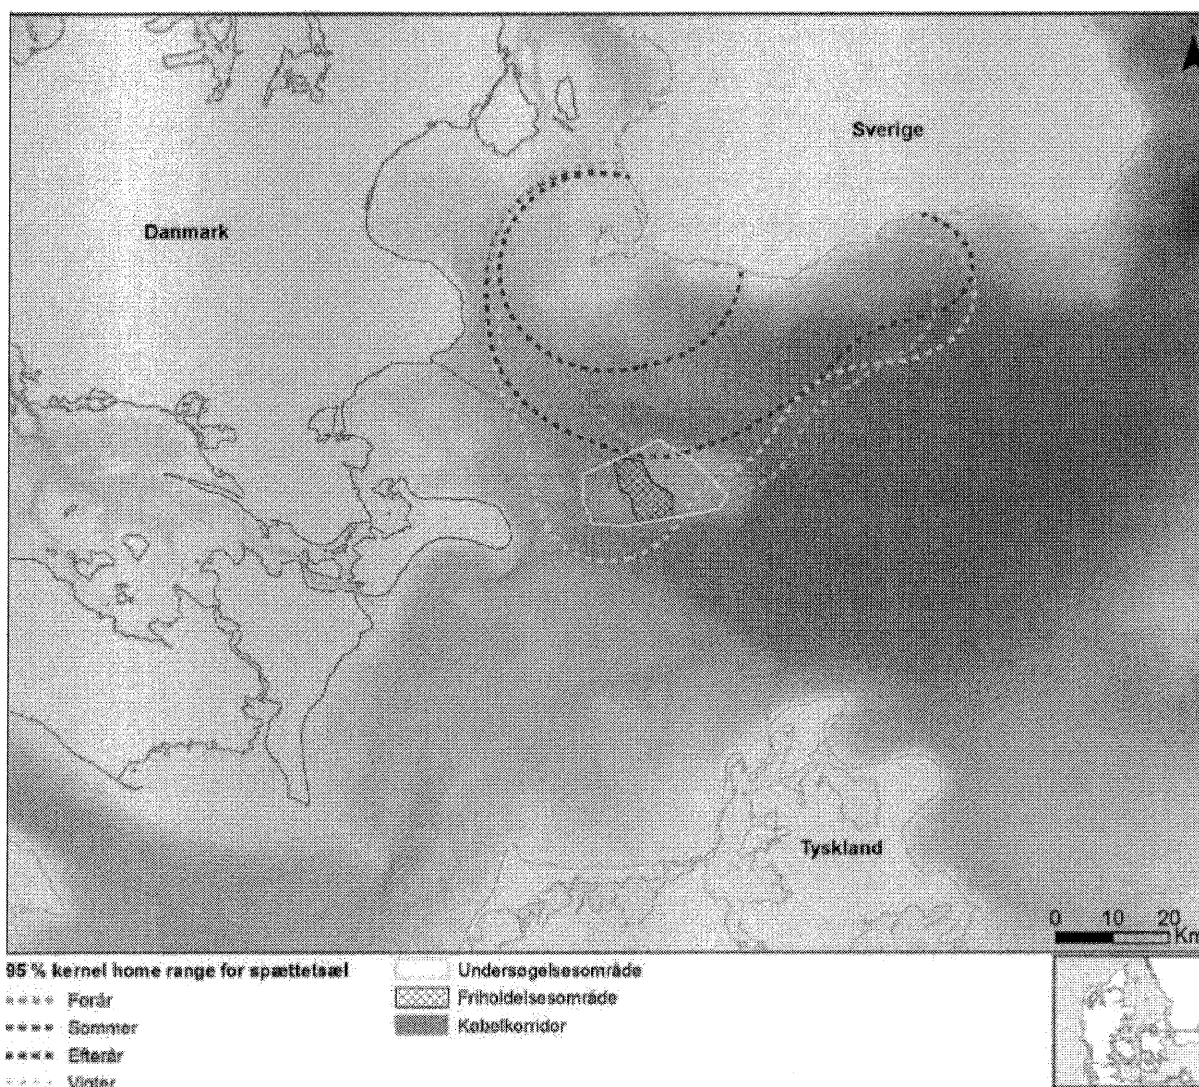 Sverige
Danmark
Tyskland
0 10 20
Km
95 % kernel home range for spættetsæl
Forår
Sommer
Efterår
Vinter
Undersøgelsesområde
Friholdelsesområde
Kabelkorridor